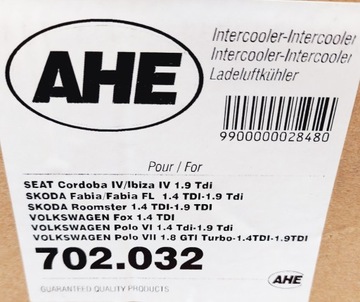 AHE
Intercooler-Intercooler
Intercooler-Intercooler
Ladeluftkühler
9900000028480
Pour / For
SEAT Cordoba IV/Ibiza IV 1.9 Tdi
SKODA Fabia/Fabia FL 1.4 TDI-1.9 Tdi
SKODA Roomster 1.4 TDI-1.9 TDI
VOLKSWAGEN Fox 1.4 TDI
VOLKSWAGEN Polo VI 1.4 Tdi-1.9 Tdi
VOLKSWAGEN Polo VII 1.8 GTI Turbo-1.4TDI-1.9TDI
702.032
AHE
GUARANTEED QUALITY PRODUCTS